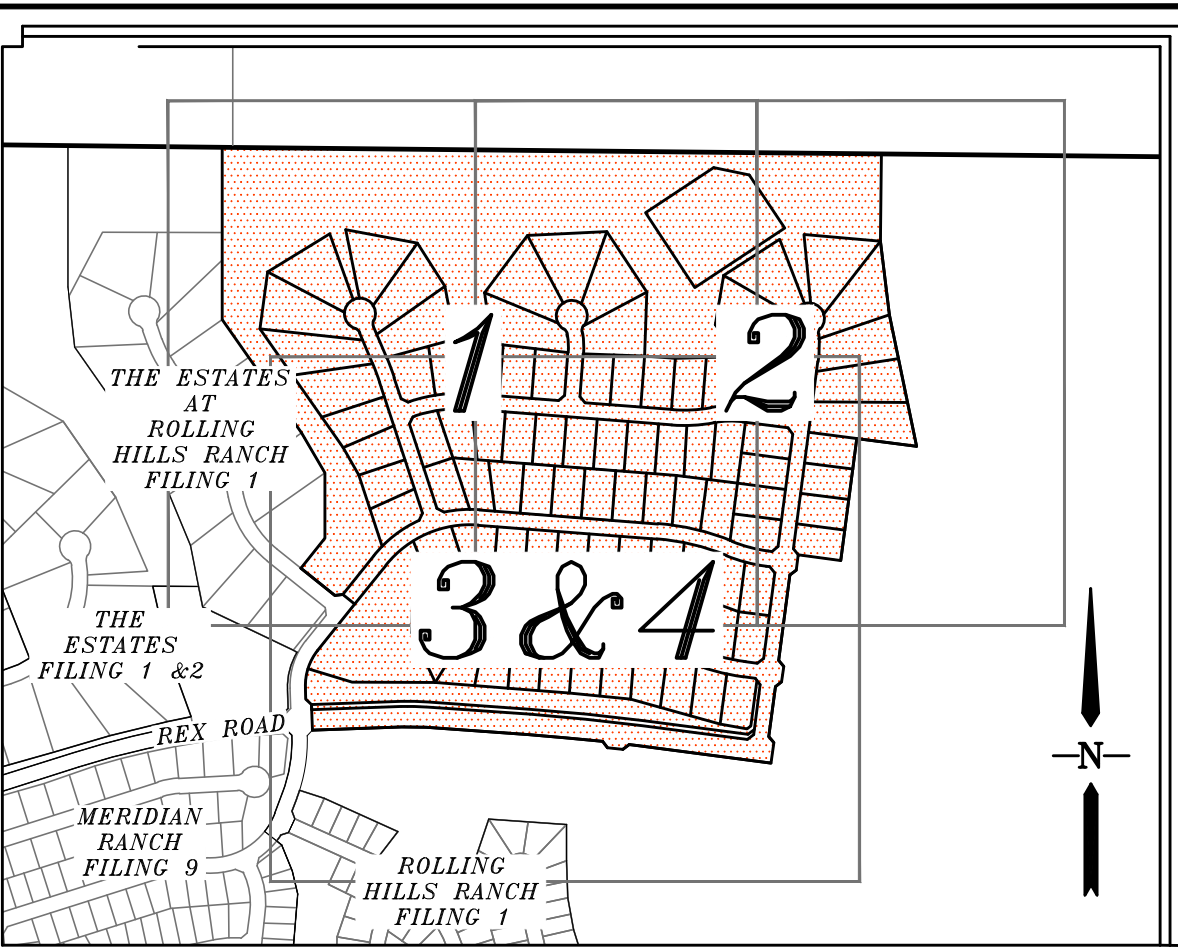 1
2
THE ESTATES
AT
ROLLING
HILLS RANCH
FILING 1
3 & 4
THE
ESTATES
FILING 1 &2
REX ROAD
N
MERIDIAN
RANCH
FILING 9
ROLLING
HILLS RANCH
FILING 1